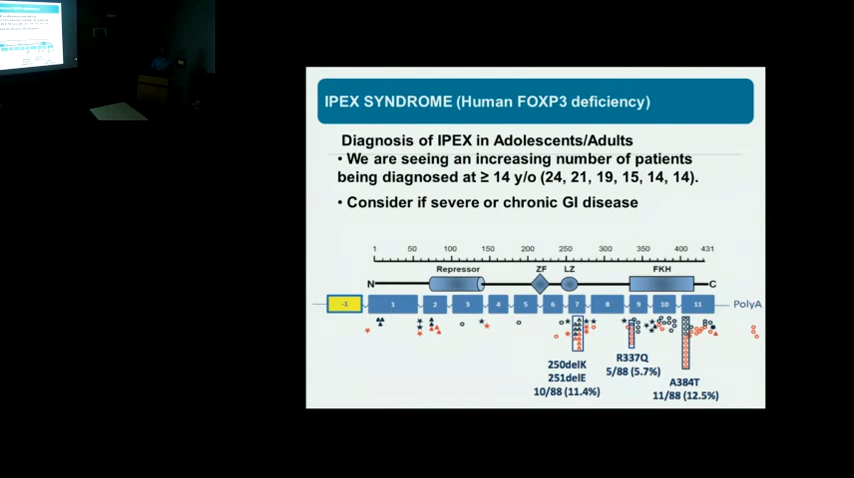 IPEX SYNDROME (Human FOXP3 deficiency)
Diagnosis of IPEX in Adolescents/Adults
• We are seeing an increasing number of patients
being diagnosed at ≥ 14 y/o (24, 21, 19, 15, 14, 14).
• Consider if severe or chronic GI disease
1 50 100 150 200 250 300 350 400 431
Repressor ZF LZ FKH
N C
-1 1 2 3 4 5 6 7 8 9 10 11 PolyA
250delK
251delE
10/88 (11.4%)
R337Q
5/88 (5.7%)
A384T
11/88 (12.5%)